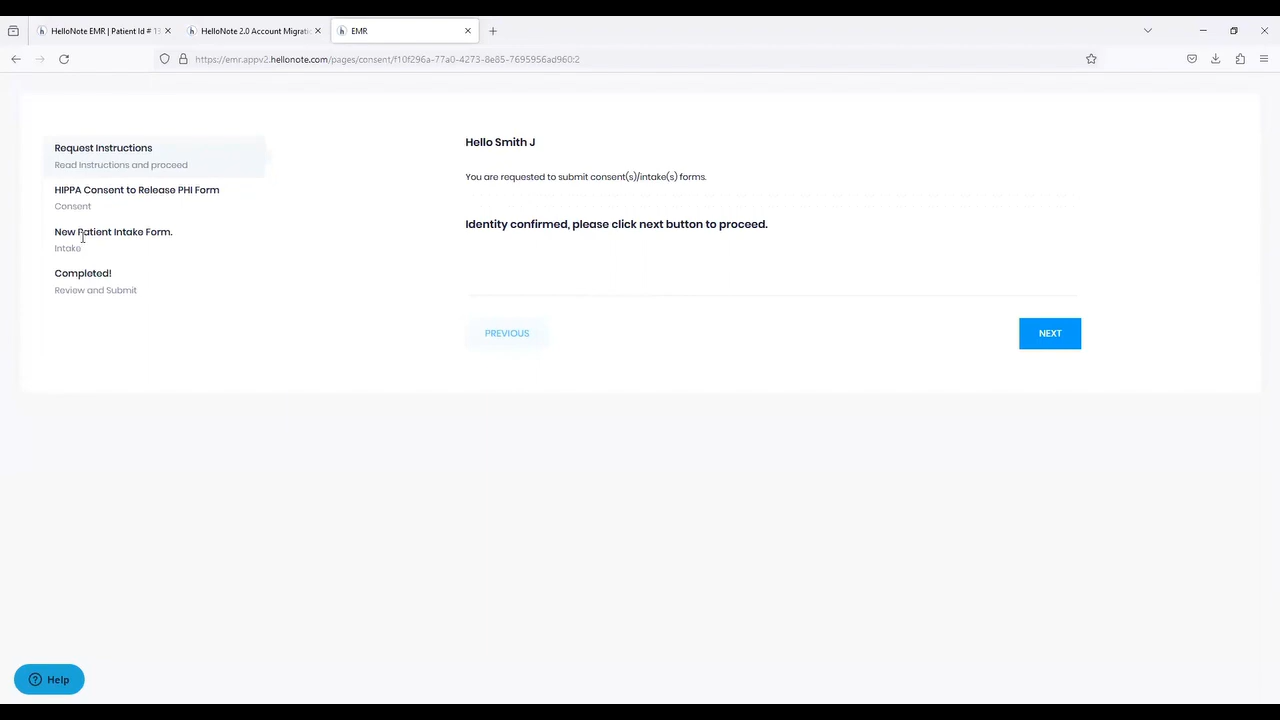 HelloNote EMR | Patient Id # 13
HelloNote 2.0 Account Migratio
EMR
https://emr.appv2.hellonote.com/pages/consent/f10f296a-77a0-4273-8e85-7695956ad960:2
Request Instructions
Read Instructions and proceed
HIPPA Consent to Release PHI Form
Consent
New Patient Intake Form.
Intake
Completed!
Review and Submit
Hello Smith J
You are requested to submit consent(s)/intake(s) forms.
Identity confirmed, please click next button to proceed.
PREVIOUS
NEXT
Help